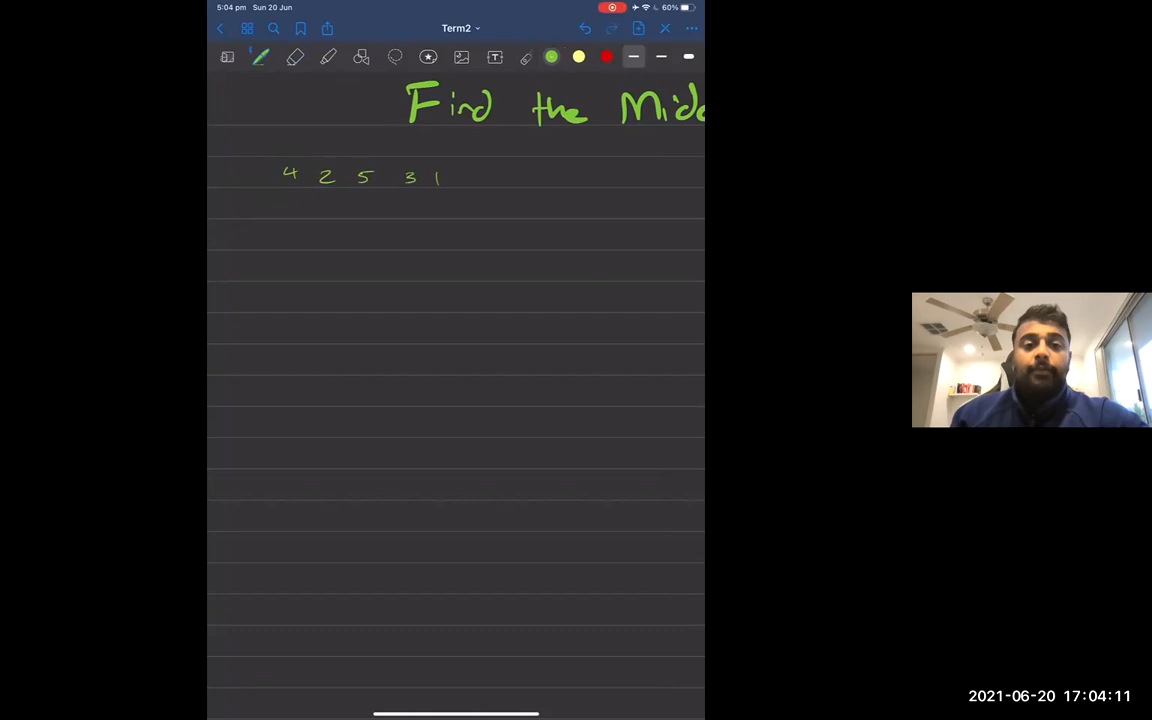 5:04 pm Sun 20 Jun
60%
Term2
Find the
4 2 5 3 1
2021-06-20 17:04:11